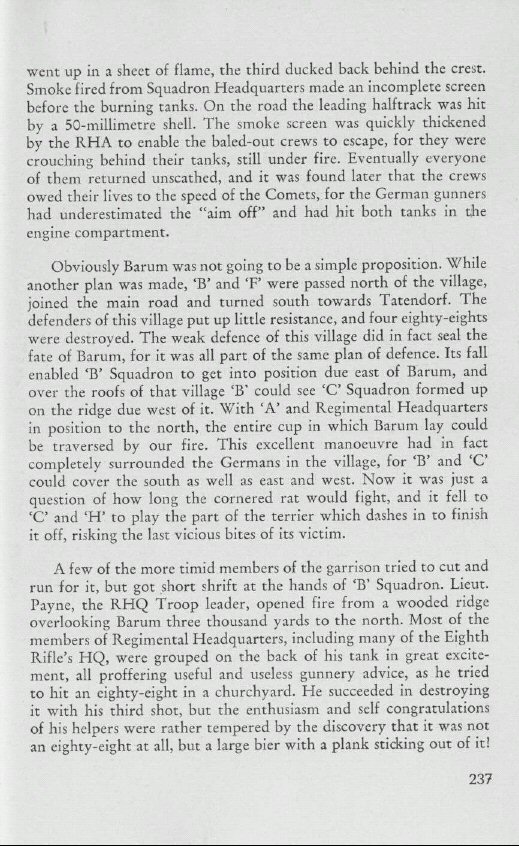 went up in a sheet of flame, the third ducked back behind the crest.
Smoke fired from Squadron Headquarters made an incomplete screen
before the burning tanks. On the road the leading halftrack was hit
by a 50-millimetre shell. The smoke screen was quickly thickened
by the RHA to enable the baled-out crews to escape, for they were
crouching behind their tanks, still under fire. Eventually everyone
of them returned unscathed, and it was found later that the crews
owed their lives to the speed of the Comets, for the German gunners
had underestimated the “aim off” and had hit both tanks in the
engine compartment.
Obviously Barum was not going to be a simple proposition. While
another plan was made, ‘B’ and ‘F’ were passed north of the village,
joined the main road and turned south towards Tatendorf. The
defenders of this village put up little resistance, and four eighty-eights
were destroyed. The weak defence of this village did in fact seal the
fate of Barum, for it was all part of the same plan of defence. Its fall
enabled ‘B’ Squadron to get into position due east of Barum, and
over the roofs of that village ‘B’ could see ‘C’ Squadron formed up
on the ridge due west of it. With ‘A’ and Regimental Headquarters
in position to the north, the entire cup in which Barum lay could
be traversed by our fire. This excellent manoeuvre had in fact
completely surrounded the Germans in the village, for ‘B’ and ‘C’
could cover the south as well as east and west. Now it was just a
question of how long the cornered rat would fight, and it fell to
‘C’ and ‘H’ to play the part of the terrier which dashes in to finish
it off, risking the last vicious bites of its victim.
A few of the more timid members of the garrison tried to cut and
run for it, but got short shrift at the hands of ‘B’ Squadron. Lieut.
Payne, the RHQ Troop leader, opened fire from a wooded ridge
overlooking Barum three thousand yards to the north. Most of the
members of Regimental Headquarters, including many of the Eighth
Rifle’s HQ, were grouped on the back of his tank in great excite-
ment, all proffering useful and useless gunnery advice, as he tried
to hit an eighty-eight in a churchyard. He succeeded in destroying
it with his third shot, but the enthusiasm and self congratulations
of his helpers were rather tempered by the discovery that it was not
an eighty-eight at all, but a large bier with a plank sticking out of it!
237